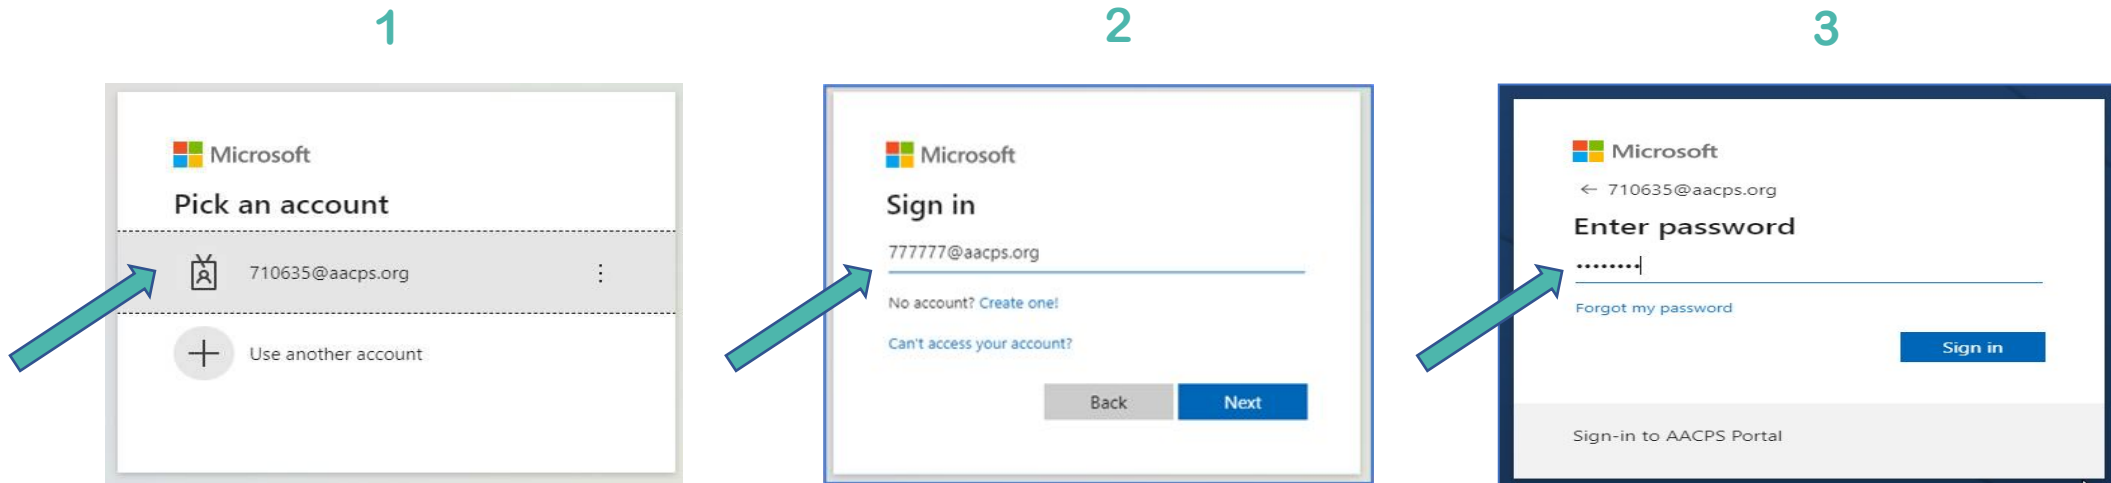 1
Microsoft
Pick an account
710635@aacps.org
Use another account
2
Microsoft
Sign in
777777@aacps.org
No account? Create one!
Can't access your account?
Back Next
3
Microsoft
← 710635@aacps.org
Enter password
••••••••
Forgot my password
Sign in
Sign-in to AACPS Portal